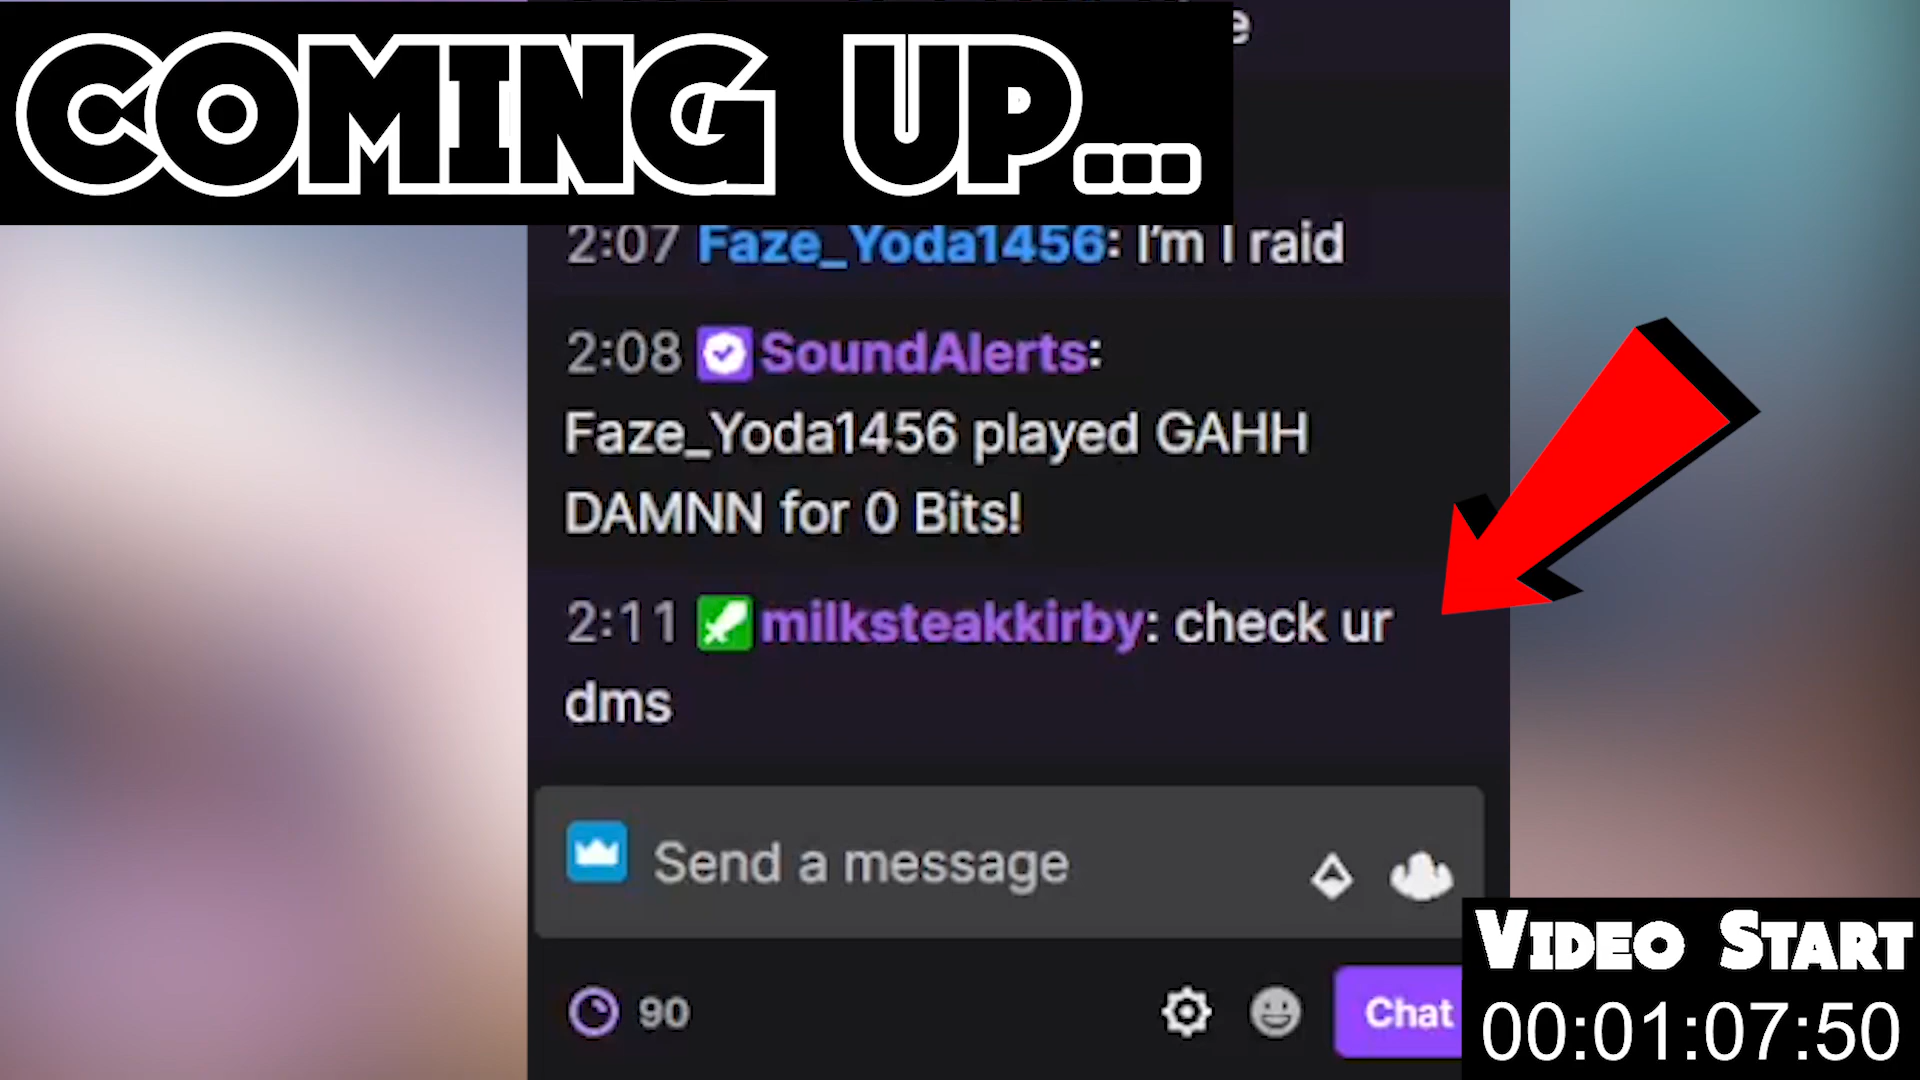 COMING UP...
2:07 Faze_Yoda1456: I'm I raid
2:08 SoundAlerts:
Faze_Yoda1456 played GAHH
DAMNN for 0 Bits!
2:11 milksteakkirby: check ur
dms
Send a message
90
Chat
VIDEO START
00:01:07:50